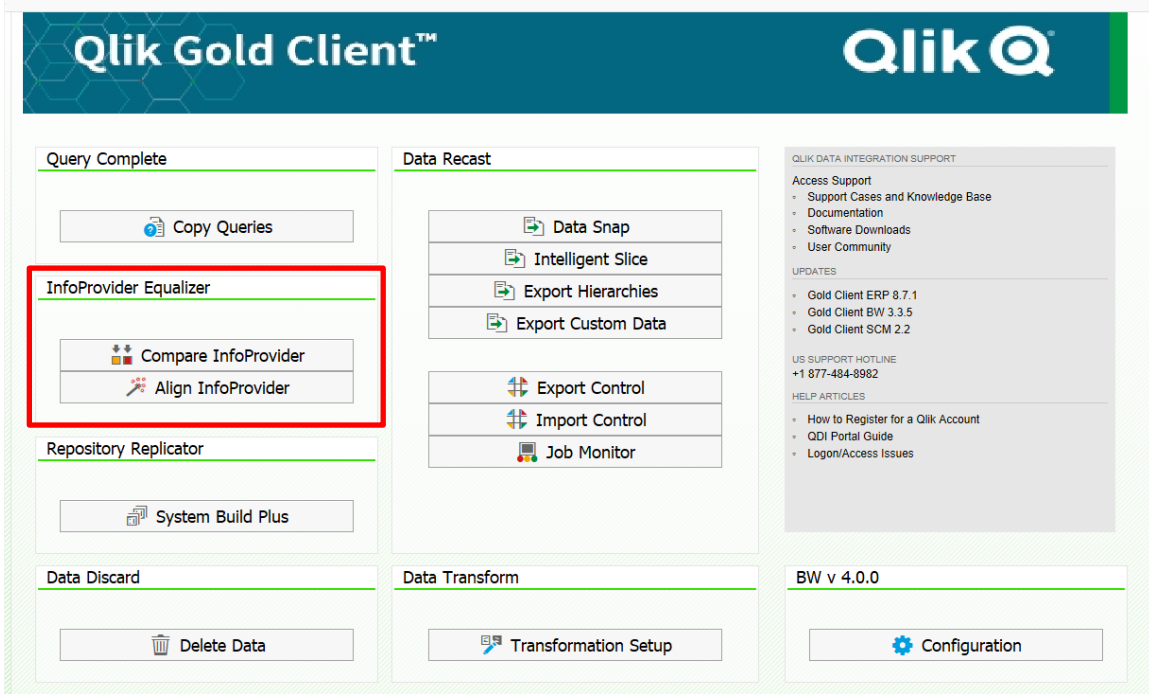 Qlik Gold Client™
Qlik
Query Complete
Copy Queries
InfoProvider Equalizer
Compare InfoProvider
Align InfoProvider
Repository Replicator
System Build Plus
Data Discard
Delete Data
Data Recast
Data Snap
Intelligent Slice
Export Hierarchies
Export Custom Data
Export Control
Import Control
Job Monitor
Data Transform
Transformation Setup
QLIK DATA INTEGRATION SUPPORT
Access Support
Support Cases and Knowledge Base
Documentation
Software Downloads
User Community
UPDATES
Gold Client ERP 8.7.1
Gold Client BW 3.3.5
Gold Client SCM 2.2
US SUPPORT HOTLINE
+1 877-484-8982
HELP ARTICLES
How to Register for a Qlik Account
QDI Portal Guide
Logon/Access Issues
BW v 4.0.0
Configuration